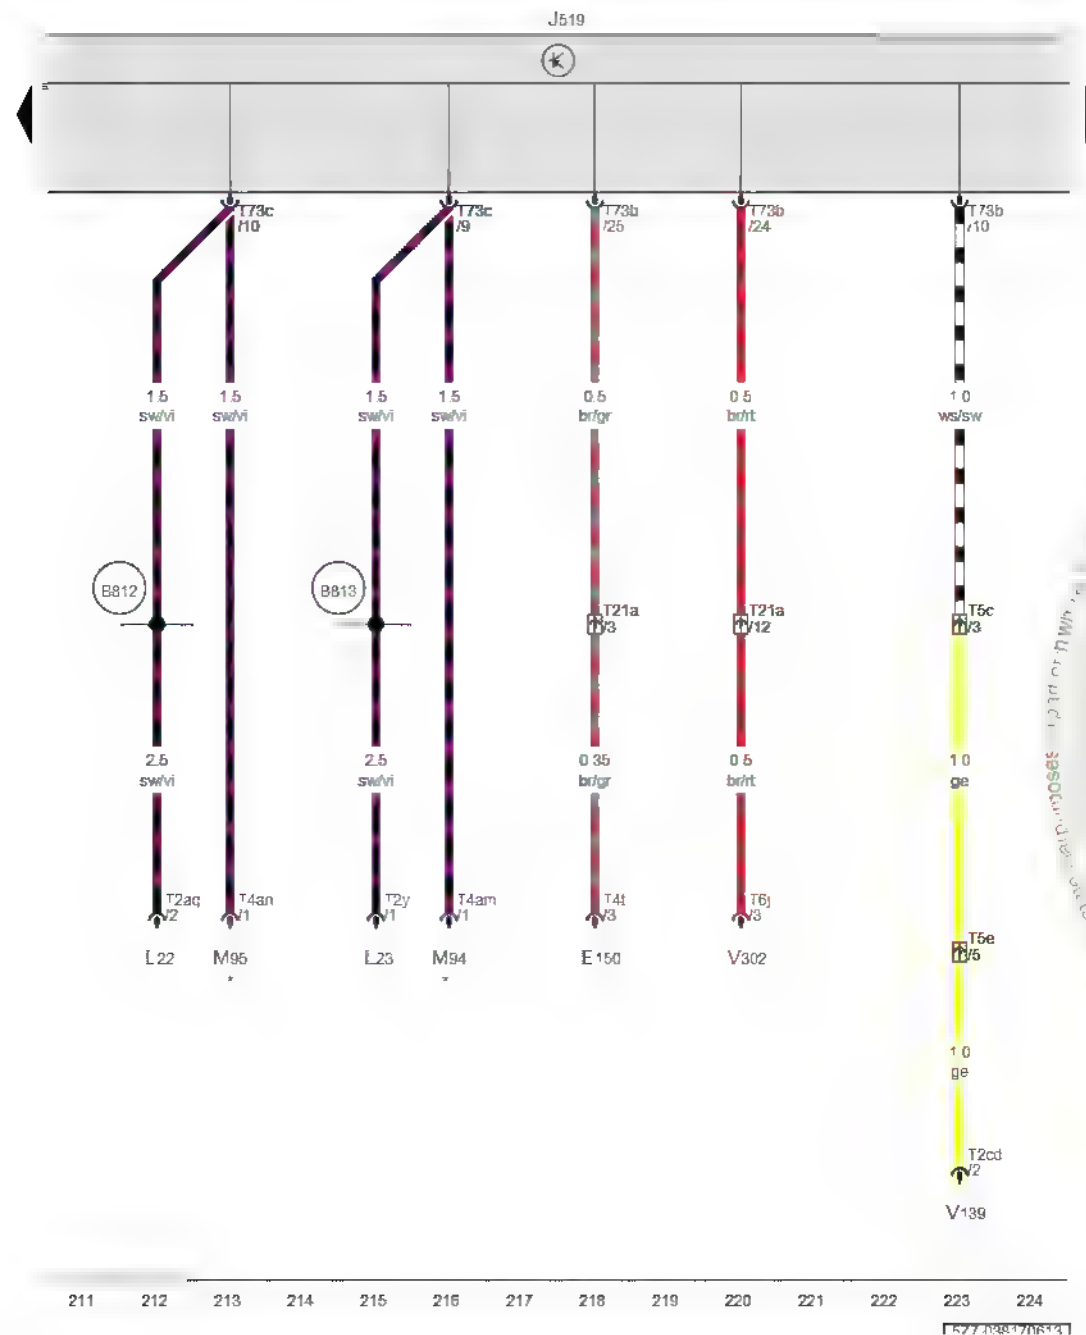 J519
K
T73c
/10
T73c
/9
T73b
/25
T73b
/24
T73b
/10
1.5
sw/vi
1.5
sw/vi
1.5
sw/vi
1.5
sw/vi
0.5
br/gr
0.5
br/rt
1.0
ws/sw
B812
B813
T21a
/3
T21a
/12
T5c
/3
2.5
sw/vi
2.5
sw/vi
0.35
br/gr
0.5
br/rt
1.0
ge
T2aq
/2
T4an
/1
T2y
/1
T4am
/1
T4t
/3
T6j
/3
T5e
/5
L22
M95
*
L23
M94
*
E150
V302
1.0
ge
T2cd
/2
V139
211 212 213 214 215 216 217 218 219 220 221 222 223 224